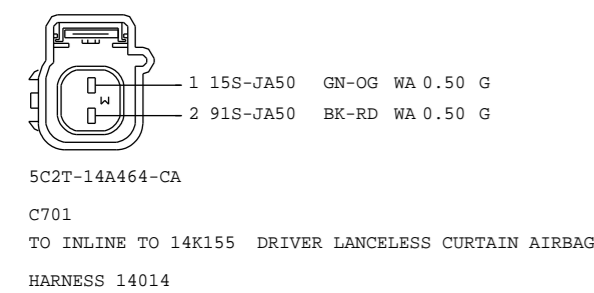 1 15S-JA50 GN-OG WA 0.50 G
W
2 91S-JA50 BK-RD WA 0.50 G
5C2T-14A464-CA
C701
TO INLINE TO 14K155 DRIVER LANCELESS CURTAIN AIRBAG
HARNESS 14014